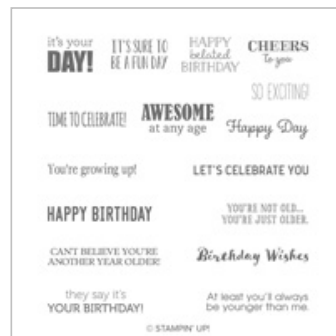 it's your
DAY!
IT'S SURE TO
BE A FUN DAY
HAPPY
belated
BIRTHDAY
CHEERS
to you
SO EXCITING!
TIME TO CELEBRATE!
AWESOME
at any age
Happy Day
You're growing up!
LET'S CELEBRATE YOU
HAPPY BIRTHDAY
YOU'RE NOT OLD...
YOU'RE JUST OLDER.
CAN'T BELIEVE YOU'RE
ANOTHER YEAR OLDER!
Birthday Wishes
they say it's
YOUR BIRTHDAY!
At least you'll always
be younger than me.
© STAMPIN' UP!